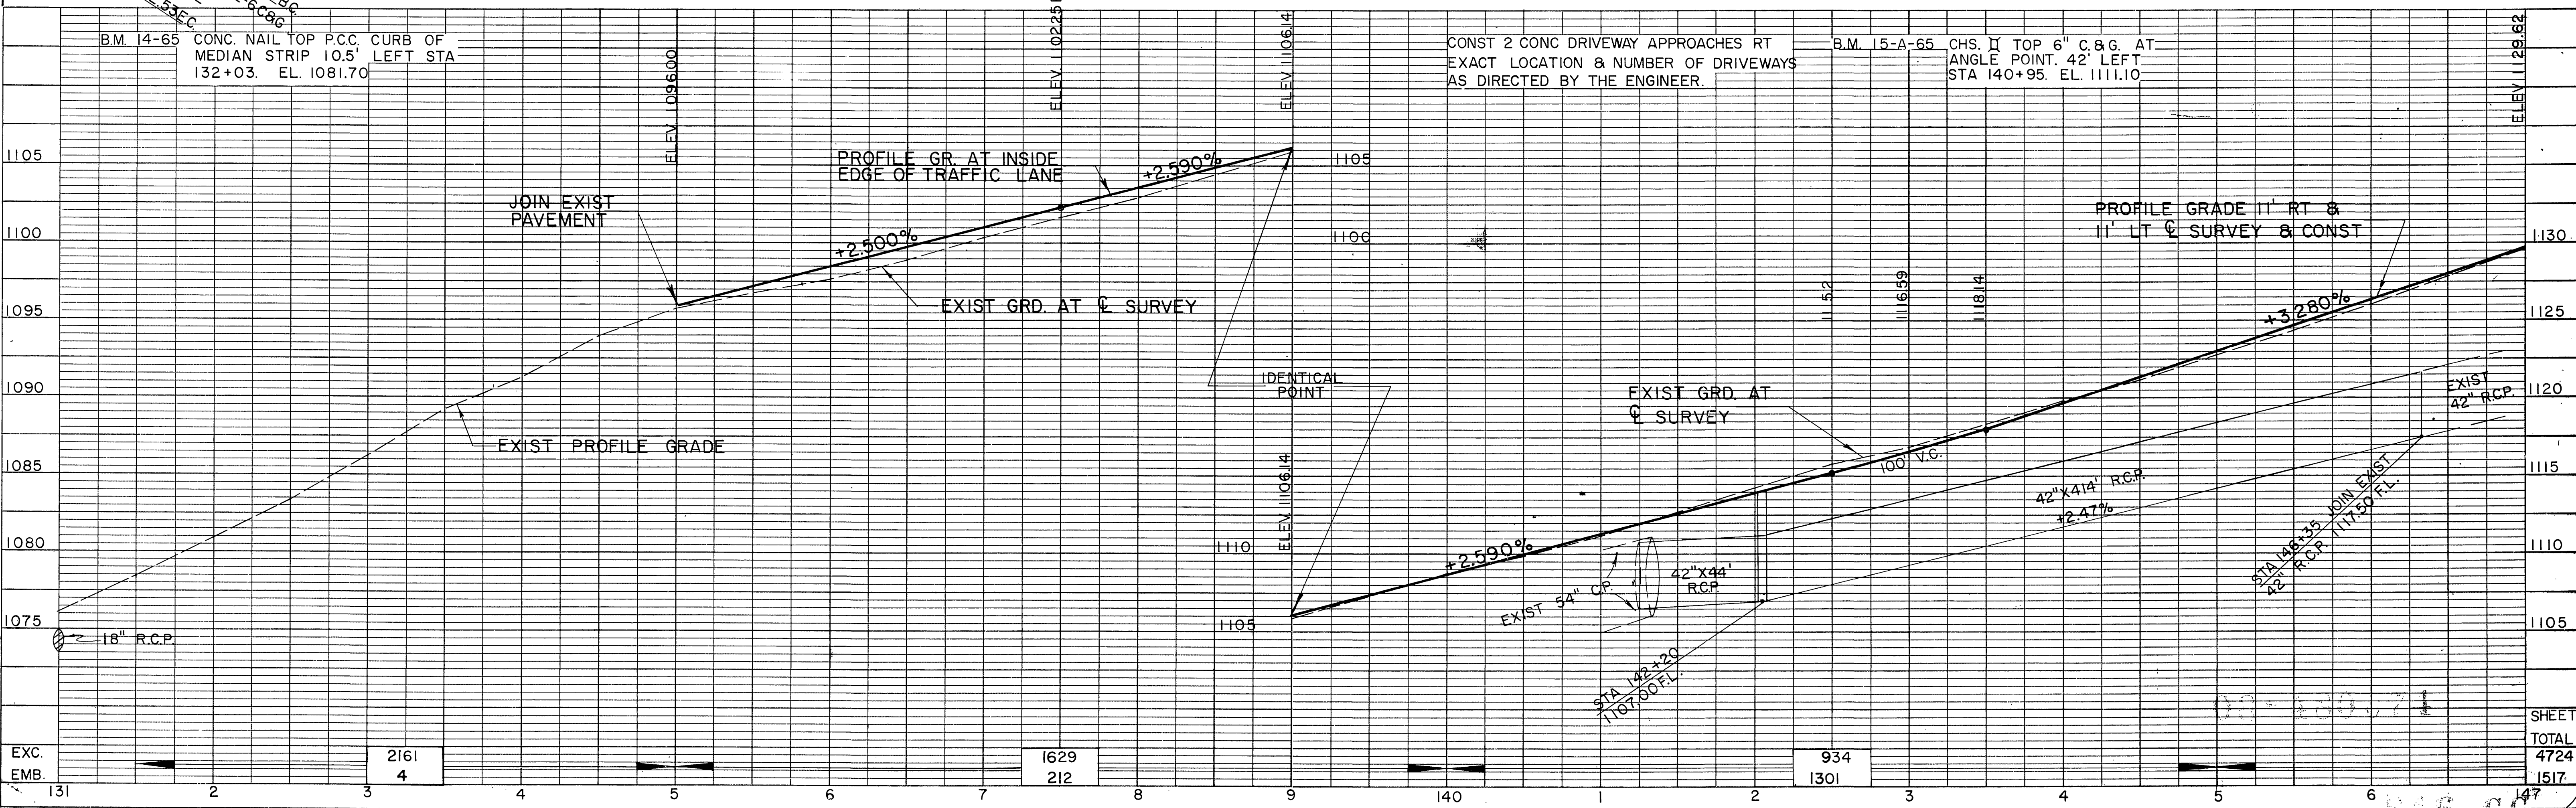 .53EC
6C&G
B.M. 14-65 CONC. NAIL TOP P.C.C. CURB OF
MEDIAN STRIP 10.5' LEFT STA
132+03. EL. 1081.70
ELEV. 1096.00
ELEV. 1102.251
ELEV. 1106.14
CONST 2 CONC DRIVEWAY APPROACHES RT
EXACT LOCATION & NUMBER OF DRIVEWAYS
AS DIRECTED BY THE ENGINEER.
B.M. 15-A-65 CHS. TOP 6" C.&G. AT
ANGLE POINT. 42' LEFT
STA 140+95. EL. 1111.10
ELEV 1129.62
1105
1100
1095
1090
1085
1080
1075
JOIN EXIST
PAVEMENT
PROFILE GR. AT INSIDE
EDGE OF TRAFFIC LANE
+2.590%
+2.500%
EXIST GRD. AT ℄ SURVEY
EXIST PROFILE GRADE
18" R.C.P.
1105
1100
IDENTICAL
POINT
ELEV. 1106.14
1110
1105
+2.590%
EXIST 54" C.P.
42"X44'
R.C.P.
STA 142+20
1107.00 F.L.
EXIST GRD. AT
℄ SURVEY
1115.2
1116.59
1118.14
100' V.C.
42"X414' R.C.P.
+2.47%
PROFILE GRADE 11' RT &
11' LT ℄ SURVEY & CONST
+3.280%
EXIST
42" R.C.P.
STA 146+35 JOIN EXIST
42" R.C.P. 1117.50 F.L.
1130
1125
1120
1115
1110
1105
SHEET
TOTAL
4724
1517
EXC.
EMB.
2161
4
1629
212
934
1301
131 2 3 4 5 6 7 8 9 140 1 2 3 4 5 6 147